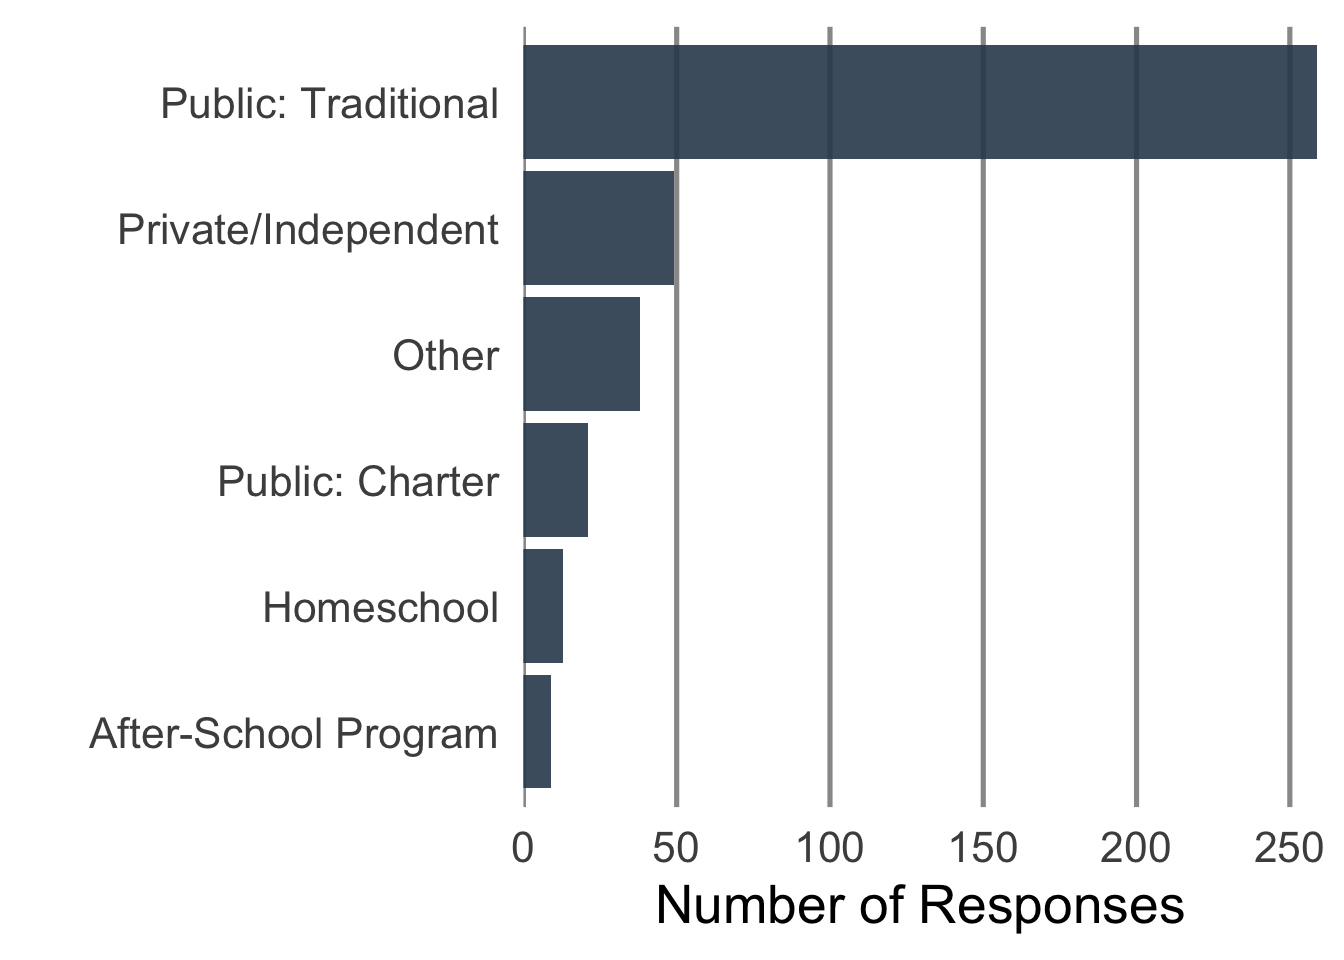 Public: Traditional
Private/Independent
Other
Public: Charter
Homeschool
After-School Program
0 50 100 150 200 250
Number of Responses